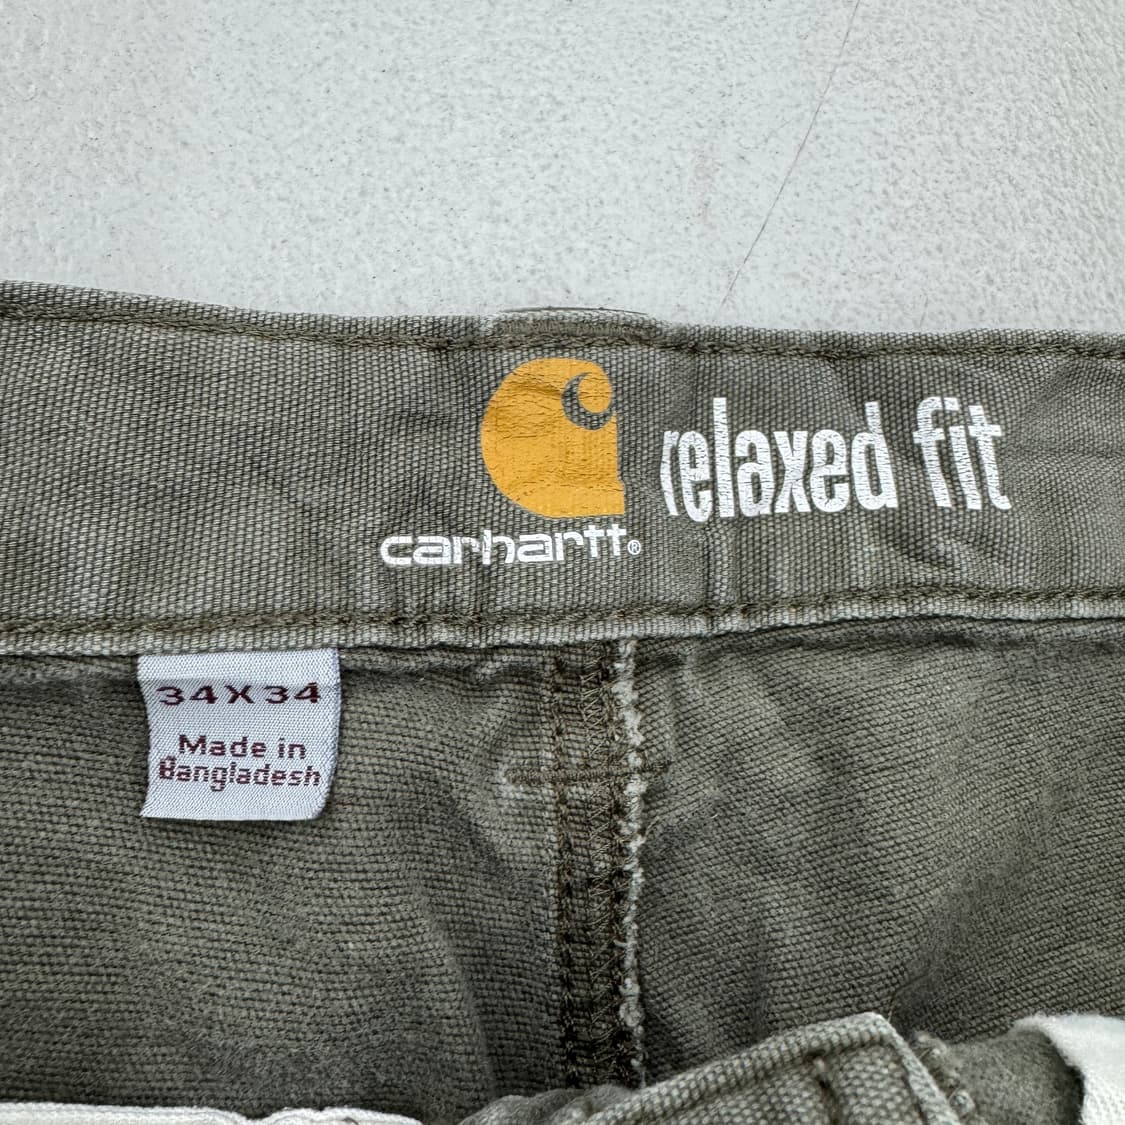 relaxed fit
carhartt®
34X34
Made in
Bangladesh